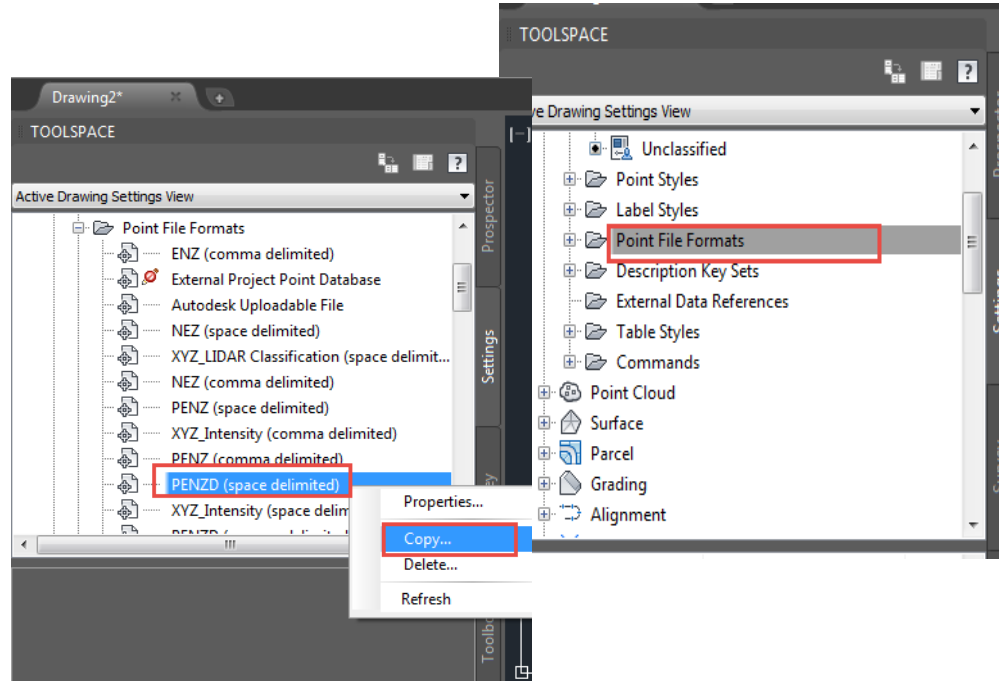 Drawing2*
TOOLSPACE
?
Active Drawing Settings View
Point File Formats
ENZ (comma delimited)
External Project Point Database
Autodesk Uploadable File
NEZ (space delimited)
XYZ_LIDAR Classification (space delimit...
NEZ (comma delimited)
PENZ (space delimited)
XYZ_Intensity (comma delimited)
PENZ (comma delimited)
PENZD (space delimited)
XYZ_Intensity (space delim
Properties...
Copy...
Delete...
Refresh
Prospector
Settings
Toolbo
[−]
TOOLSPACE
?
ve Drawing Settings View
Unclassified
Point Styles
Label Styles
Point File Formats
Description Key Sets
External Data References
Table Styles
Commands
Point Cloud
Surface
Parcel
Grading
Alignment